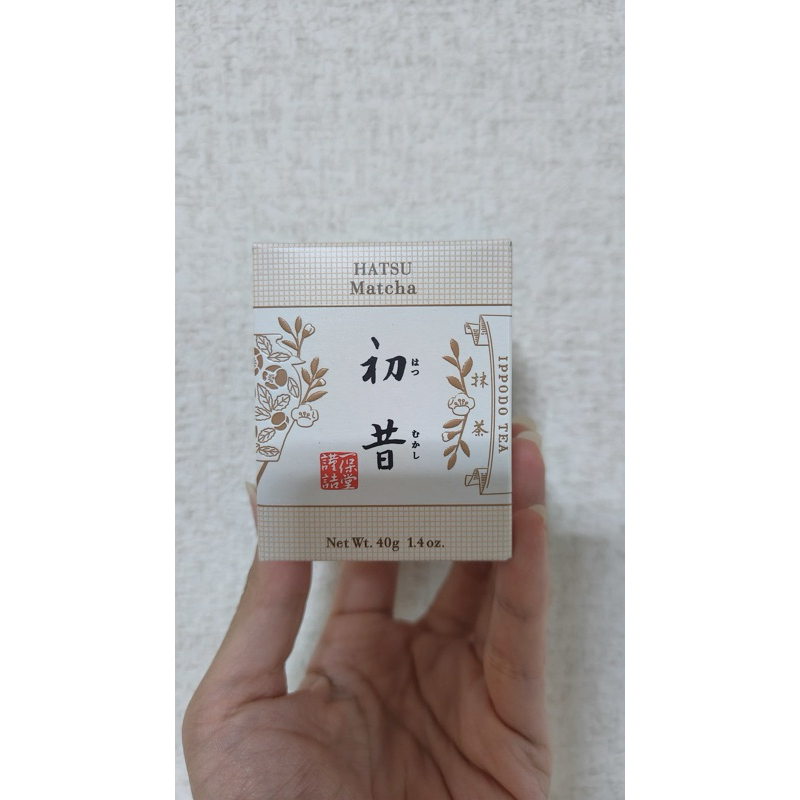 HATSU
Matcha
初昔
はつ
むかし
抹茶
IPPODO TEA
一保堂
謹詰
Net Wt. 40g 1.4 oz.